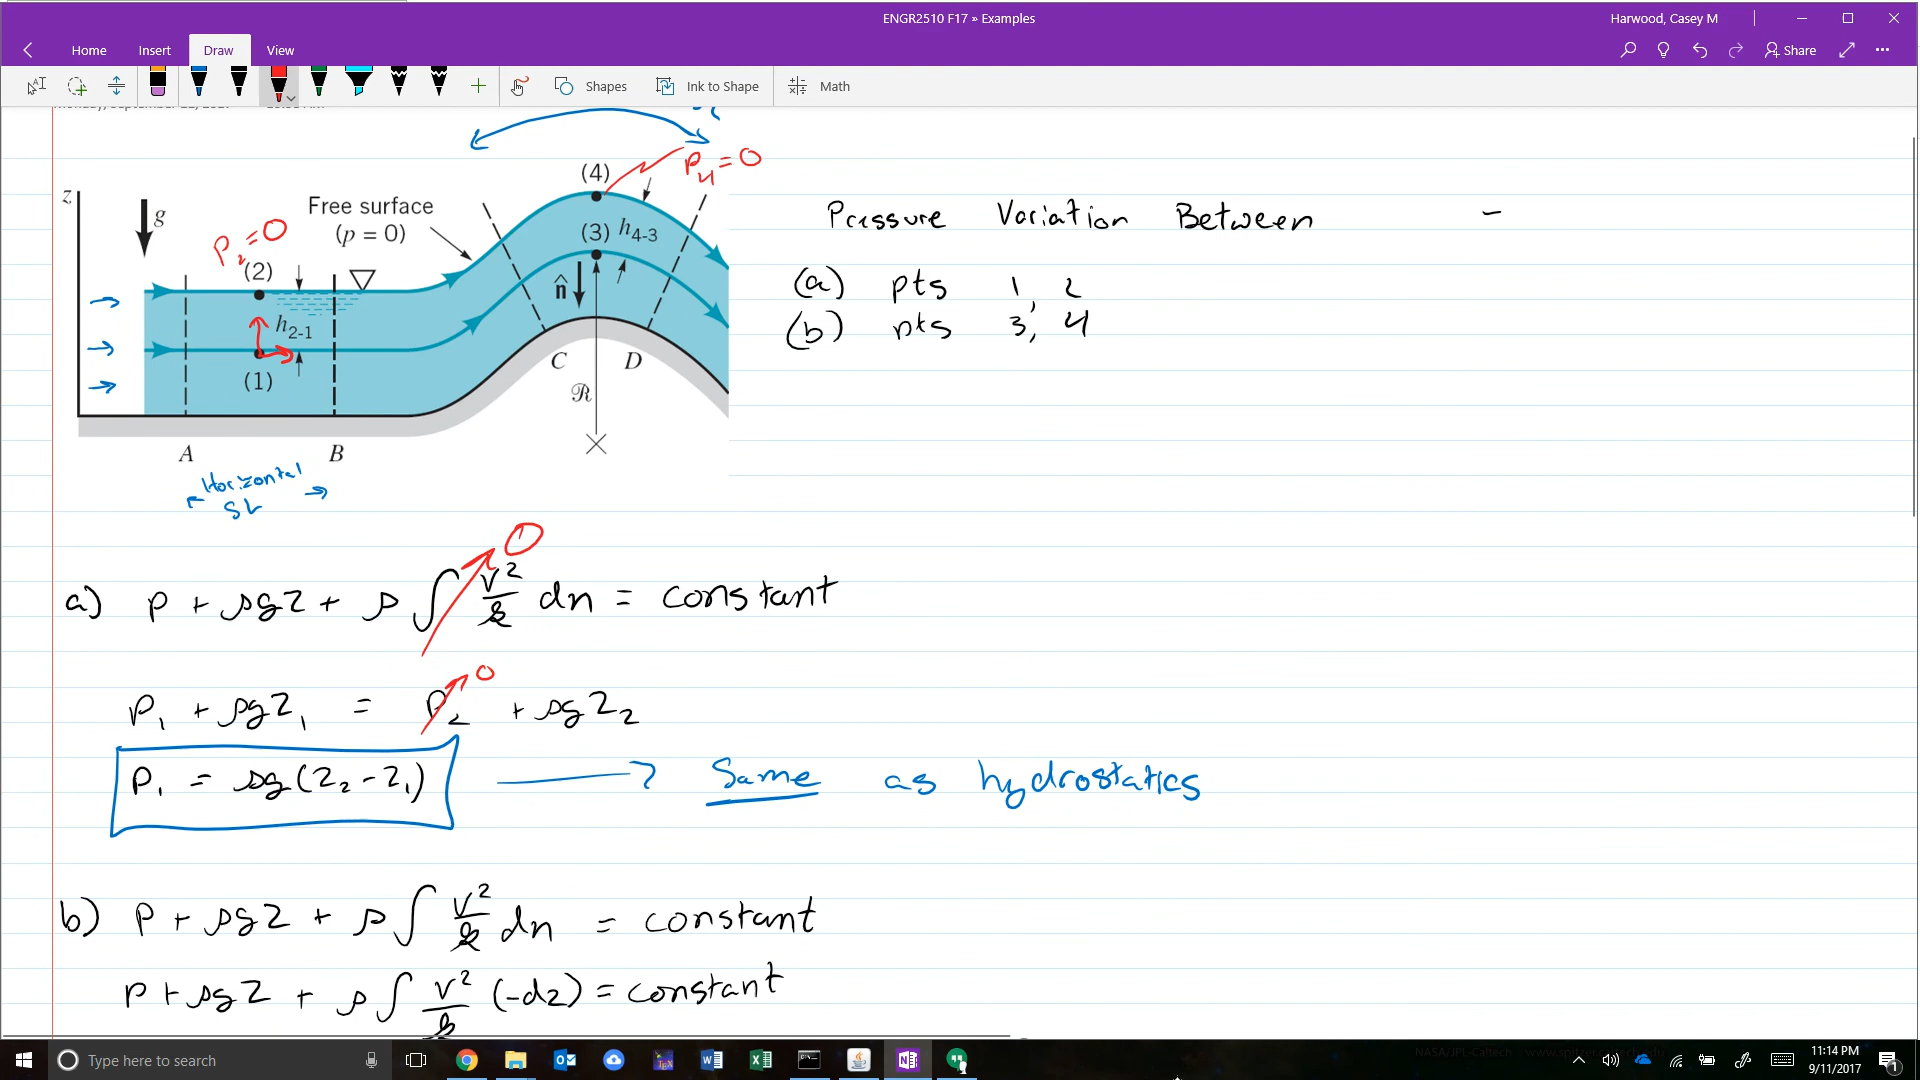 ENGR2510 F17 » Examples
Harwood, Casey M
Home Insert Draw View
Share
Shapes
Ink to Shape
Math
P4 = 0
(4)
z
g
Free surface
(p = 0)
(3) h4-3
P2 = 0
(2)
n̂
h2-1
(1)
C D
ℛ
A B
Horizontal
SL
Pressure Variation Between -
(a) pts 1, 2
(b) pts 3, 4
a) P + ρgz + ρ ∫ V²/ℛ dn = constant
0
P1 + ρgz1 = P2 + ρgz2
0
P1 = ρg(z2 - z1) → Same as hydrostatics
b) P + ρgz + ρ ∫ V²/ℛ dn = constant
P + ρgz + ρ ∫ V²/ℛ (-dz) = constant
Type here to search
11:14 PM
9/11/2017